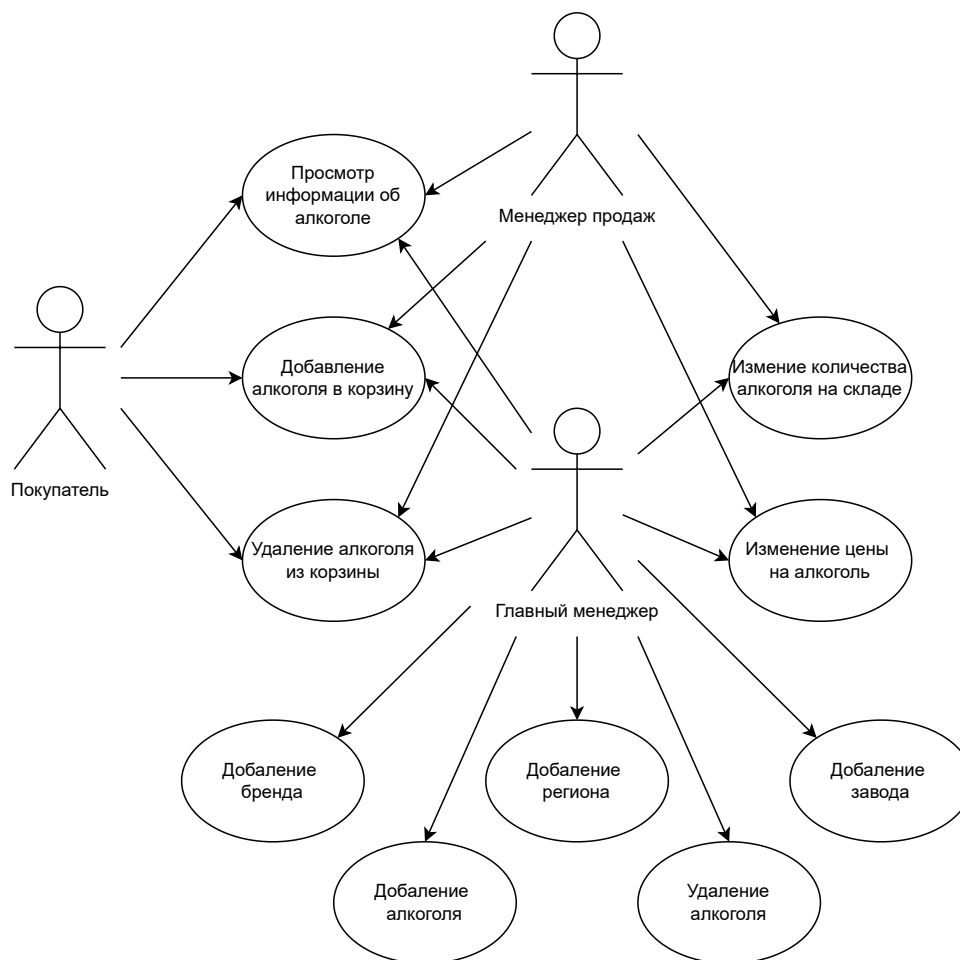 Просмотр
информации об
алкоголе
Менеджер продаж
Добавление
алкоголя в корзину
Измение количества
алкоголя на складе
Покупатель
Удаление алкоголя
из корзины
Изменение цены
на алкоголь
Главный менеджер
Добаление
бренда
Добаление
региона
Добаление
завода
Добаление
алкоголя
Удаление
алкоголя